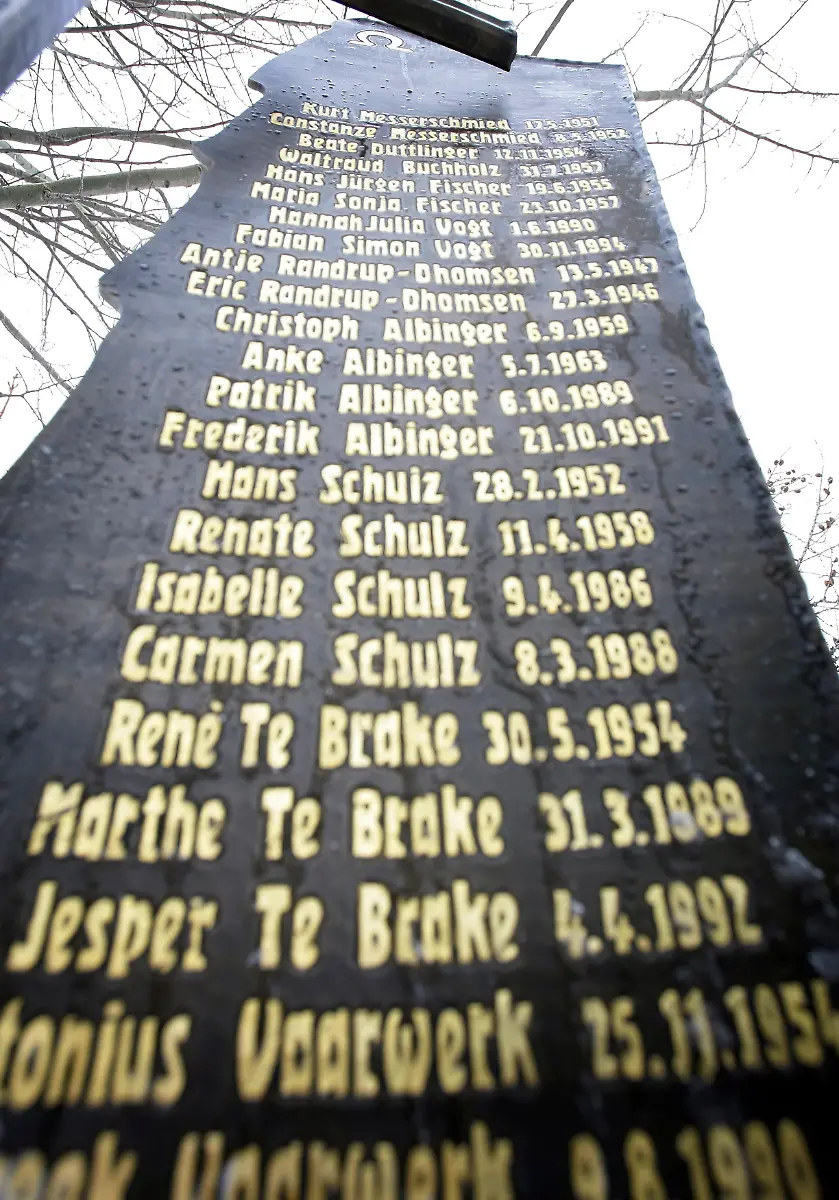 Ω
Kurt Messerschmied 17.5.1951
Constanze Messerschmied 8.5.1952
Beate Duttlinger 12.11.1954
Waltraud Buchholz 31.7.1957
Hans Jürgen Fischer 19.6.1955
Maria Sonja Fischer 23.10.1957
Hannah Julia Vogt 1.6.1990
Fabian Simon Vogt 30.11.1994
Antje Randrup-Dhomsen 13.5.1947
Eric Randrup-Dhomsen 27.3.1946
Christoph Albinger 6.9.1959
Anke Albinger 5.7.1963
Patrik Albinger 6.10.1989
Frederik Albinger 21.10.1991
Hans Schulz 28.2.1952
Renate Schulz 11.4.1958
Isabelle Schulz 9.4.1986
Carmen Schulz 8.3.1988
Renè Te Brake 30.5.1954
Marthe Te Brake 31.3.1989
Jesper Te Brake 4.4.1992
tonius Vaarwerk 25.11.1954
Vaarwerk